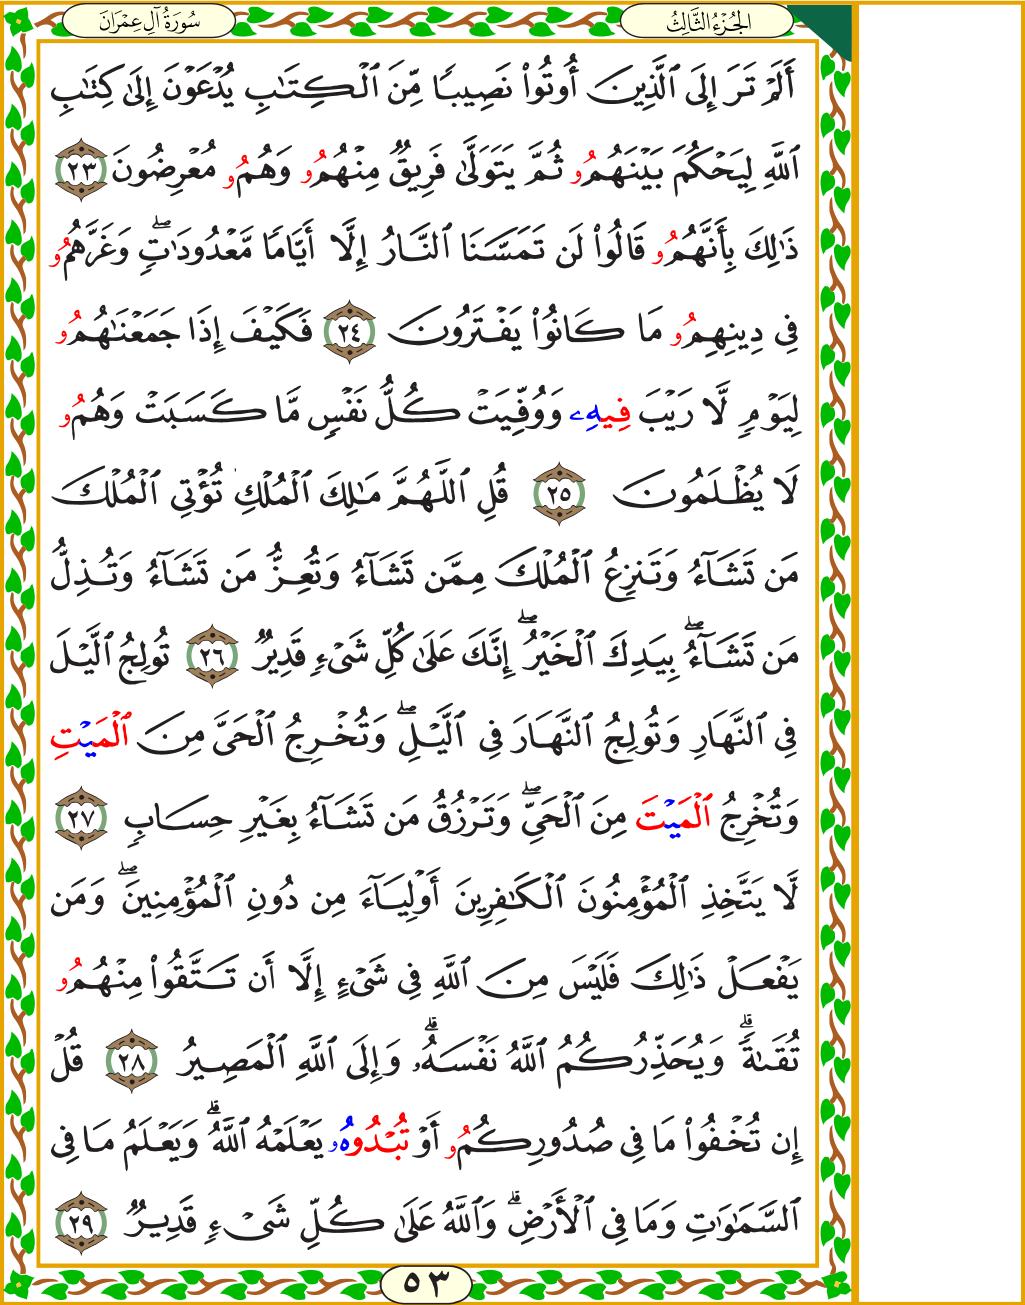 الجُزْءُ الثَّالِثُ
سُورَةُ آلِ عِمْرَانَ
أَلَمْ تَرَ إِلَى ٱلَّذِينَ أُوتُوا۟ نَصِيبًا مِّنَ ٱلْكِتَٰبِ يُدْعَوْنَ إِلَىٰ كِتَٰبِ
ٱللَّهِ لِيَحْكُمَ بَيْنَهُمُۥ ثُمَّ يَتَوَلَّىٰ فَرِيقٌ مِنْهُمُۥ وَهُمُۥ مُعْرِضُونَ ٢٣
ذَٰلِكَ بِأَنَّهُمُۥ قَالُوا۟ لَن تَمَسَّنَا ٱلنَّارُ إِلَّا أَيَّامًا مَّعْدُودَٰتٍۖ وَغَرَّهُمُۥ
فِى دِينِهِمُۥ مَا كَانُوا۟ يَفْتَرُونَ ٢٤ فَكَيْفَ إِذَا جَمَعْنَٰهُمُۥ
لِيَوْمٍ لَّا رَيْبَ فِيهِۦ وَوُفِّيَتْ كُلُّ نَفْسٍ مَّا كَسَبَتْ وَهُمُۥ
لَا يُظْلَمُونَ ٢٥ قُلِ ٱللَّهُمَّ مَٰلِكَ ٱلْمُلْكِ تُؤْتِى ٱلْمُلْكَ
مَن تَشَآءُ وَتَنزِعُ ٱلْمُلْكَ مِمَّن تَشَآءُ وَتُعِزُّ مَن تَشَآءُ وَتُذِلُّ
مَن تَشَآءُۖ بِيَدِكَ ٱلْخَيْرُۖ إِنَّكَ عَلَىٰ كُلِّ شَىْءٍ قَدِيرٌ ٢٦ تُولِجُ ٱلَّيْلَ
فِى ٱلنَّهَارِ وَتُولِجُ ٱلنَّهَارَ فِى ٱلَّيْلِۖ وَتُخْرِجُ ٱلْحَىَّ مِنَ ٱلْمَيْتِ
وَتُخْرِجُ ٱلْمَيْتَ مِنَ ٱلْحَىِّۖ وَتَرْزُقُ مَن تَشَآءُ بِغَيْرِ حِسَابٍ ٢٧
لَّا يَتَّخِذِ ٱلْمُؤْمِنُونَ ٱلْكَٰفِرِينَ أَوْلِيَآءَ مِن دُونِ ٱلْمُؤْمِنِينَۖ وَمَن
يَفْعَلْ ذَٰلِكَ فَلَيْسَ مِنَ ٱللَّهِ فِى شَىْءٍ إِلَّا أَن تَتَّقُوا۟ مِنْهُمُۥ
تُقَىٰةًۗ وَيُحَذِّرُكُمُ ٱللَّهُ نَفْسَهُۥۗ وَإِلَى ٱللَّهِ ٱلْمَصِيرُ ٢٨ قُلْ
إِن تُخْفُوا۟ مَا فِى صُدُورِكُمُۥ أَوْ تُبْدُوهُۥ يَعْلَمْهُ ٱللَّهُۗ وَيَعْلَمُ مَا فِى
ٱلسَّمَٰوَٰتِ وَمَا فِى ٱلْأَرْضِۗ وَٱللَّهُ عَلَىٰ كُلِّ شَىْءٍ قَدِيرٌ ٢٩
٥٣